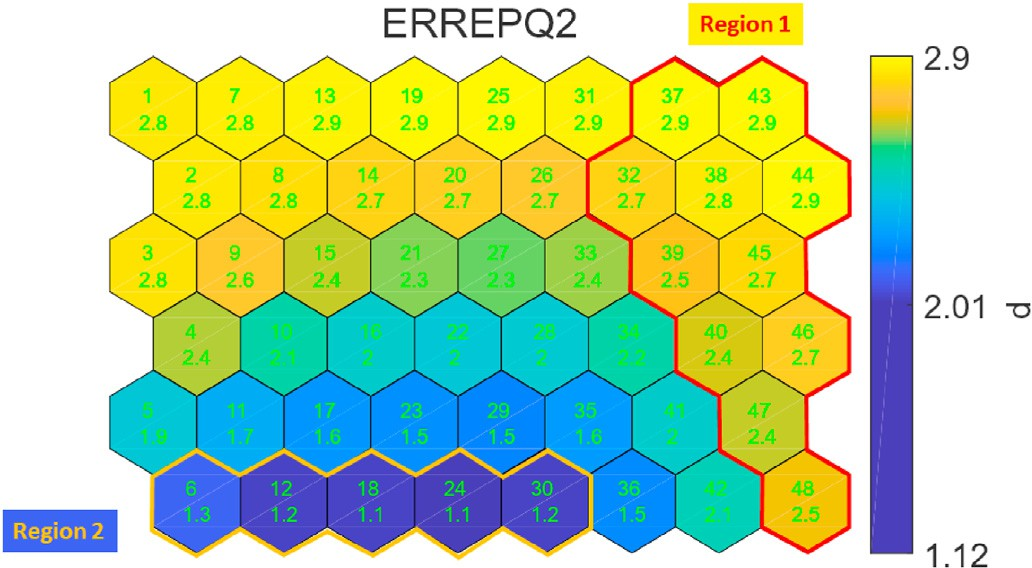 ERREPQ2
Region 1
2.9
1 7 13 19 25 31 37 43
2.8 2.8 2.9 2.9 2.9 2.9 2.9 2.9
2 8 14 20 26 32 38 44
2.8 2.8 2.7 2.7 2.7 2.7 2.8 2.9
3 9 15 21 27 33 39 45
2.8 2.6 2.4 2.3 2.3 2.4 2.5 2.7
2.01 d
4 10 16 22 28 34 40 46
2.4 2.1 2 2 2 2.2 2.4 2.7
5 11 17 23 29 35 41 47
1.9 1.7 1.6 1.5 1.5 1.6 2 2.4
6 12 18 24 30 36 42 48
1.3 1.2 1.1 1.1 1.2 1.5 2.1 2.5
Region 2
1.12